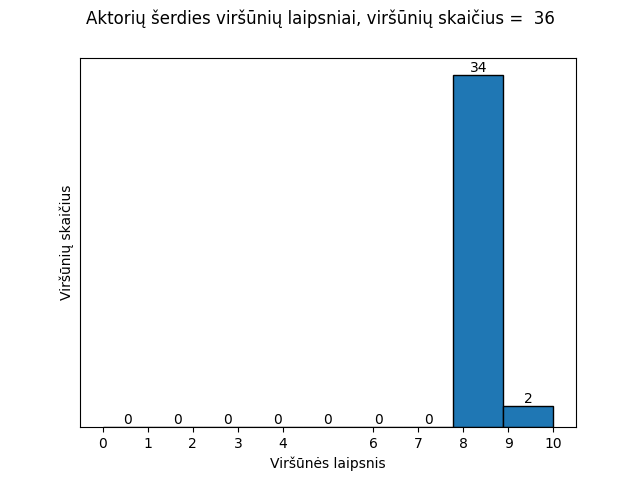 Aktorių šerdies viršūnių laipsniai, viršūnių skaičius =  36
Viršūnių skaičius
34
2
0 0 0 0 0 0 0
0 1 2 3 4 6 7 8 9 10
Viršūnės laipsnis